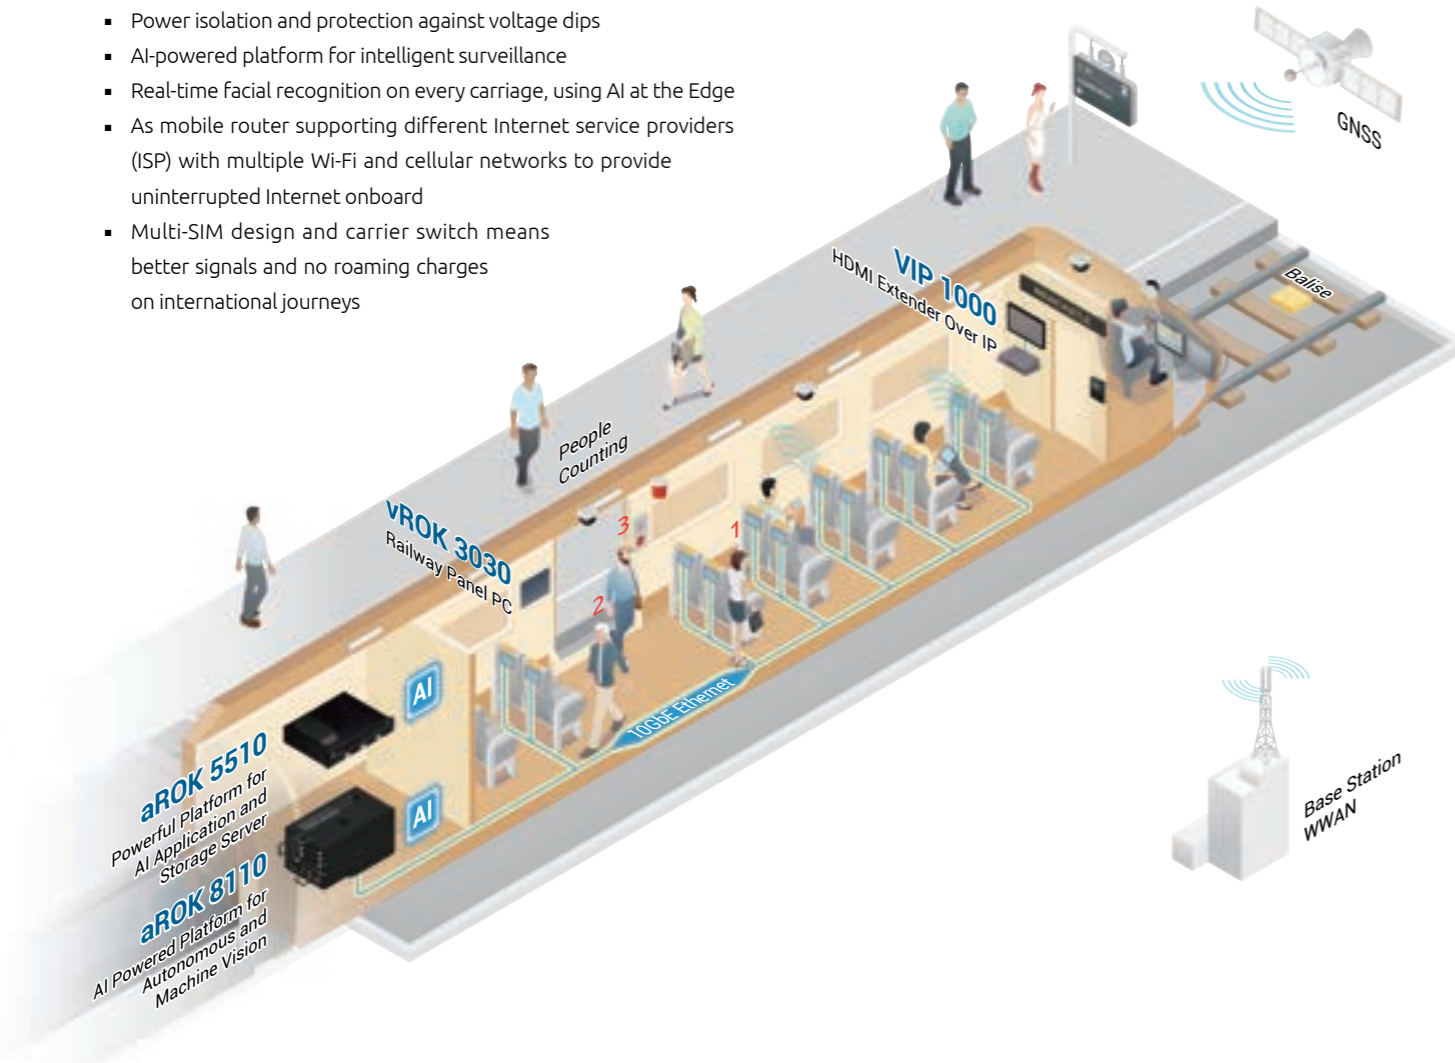 ▪ Power isolation and protection against voltage dips
▪ AI-powered platform for intelligent surveillance
▪ Real-time facial recognition on every carriage, using AI at the Edge
▪ As mobile router supporting different Internet service providers
(ISP) with multiple Wi-Fi and cellular networks to provide
uninterrupted Internet onboard
▪ Multi-SIM design and carrier switch means
better signals and no roaming charges
on international journeys
GNSS
Balise
VIP 1000
HDMI Extender Over IP
People
Counting
vROK 3030
Railway Panel PC
3
1
2
10GbE Ethernet
AI
AI
aROK 5510
Powerful Platform for
AI Application and
Storage Server
aROK 8110
AI Powered Platform for
Autonomous and
Machine Vision
Base Station
WWAN